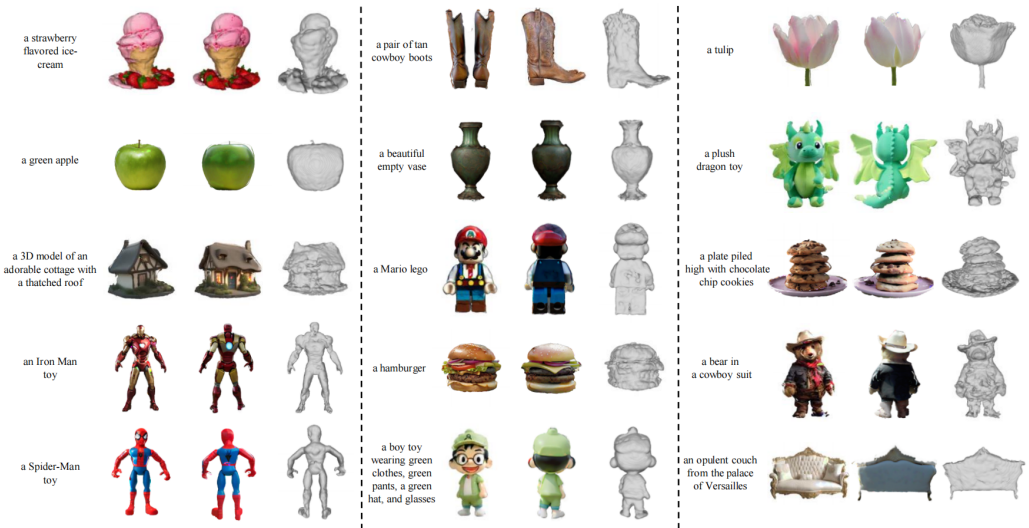 a strawberry
flavored ice-
cream
a green apple
a 3D model of an
adorable cottage with
a thatched roof
an Iron Man
toy
a Spider-Man
toy
a pair of tan
cowboy boots
a beautiful
empty vase
a Mario lego
a hamburger
a boy toy
wearing green
clothes, green
pants, a green
hat, and glasses
a tulip
a plush
dragon toy
a plate piled
high with chocolate
chip cookies
a bear in
a cowboy suit
an opulent couch
from the palace
of Versailles